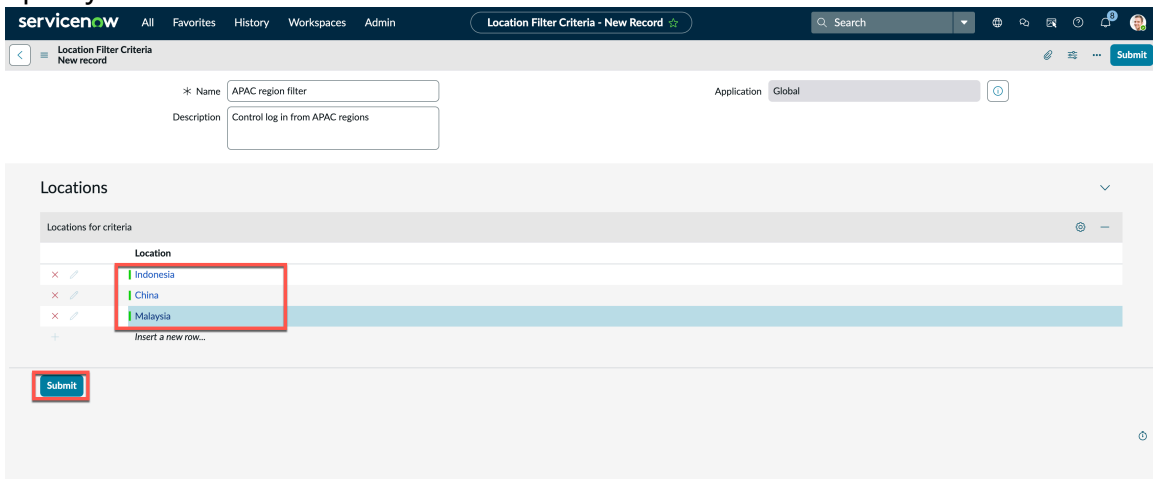 servicenow All Favorites History Workspaces Admin Location Filter Criteria - New Record Search 8
Location Filter Criteria
New record
Submit
Name APAC region filter
Application Global
Description Control log in from APAC regions
Locations
Locations for criteria
Location
Indonesia
China
Malaysia
Insert a new row...
Submit